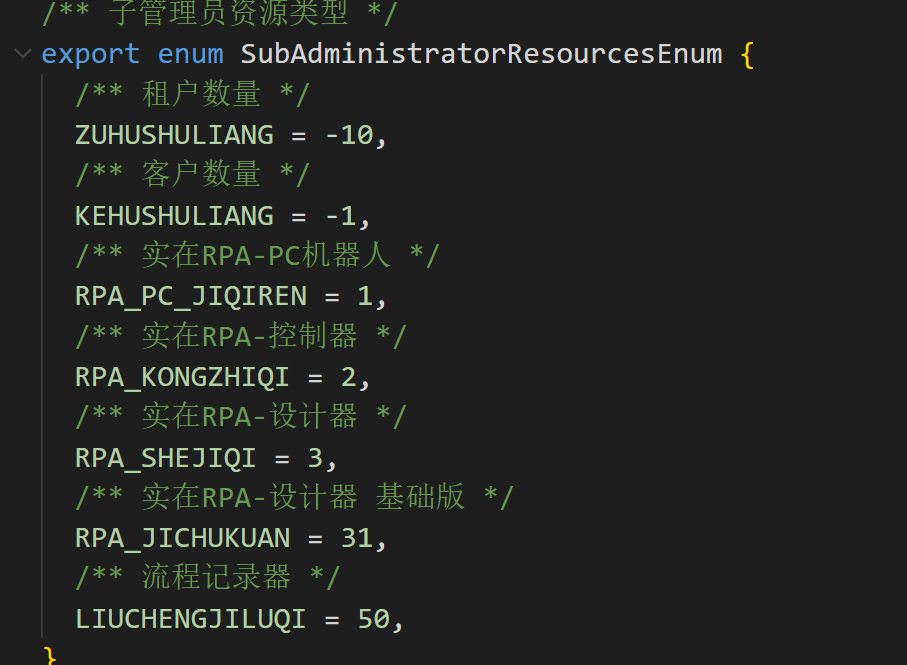 /** 子管理员资源类型 */
export enum SubAdministratorResourcesEnum {
/** 租户数量 */
ZUHUSHULIANG = -10,
/** 客户数量 */
KEHUSHULIANG = -1,
/** 实在RPA-PC机器人 */
RPA_PC_JIQIREN = 1,
/** 实在RPA-控制器 */
RPA_KONGZHIQI = 2,
/** 实在RPA-设计器 */
RPA_SHEJIQI = 3,
/** 实在RPA-设计器 基础版 */
RPA_JICHUKUAN = 31,
/** 流程记录器 */
LIUCHENGJILUQI = 50,
}